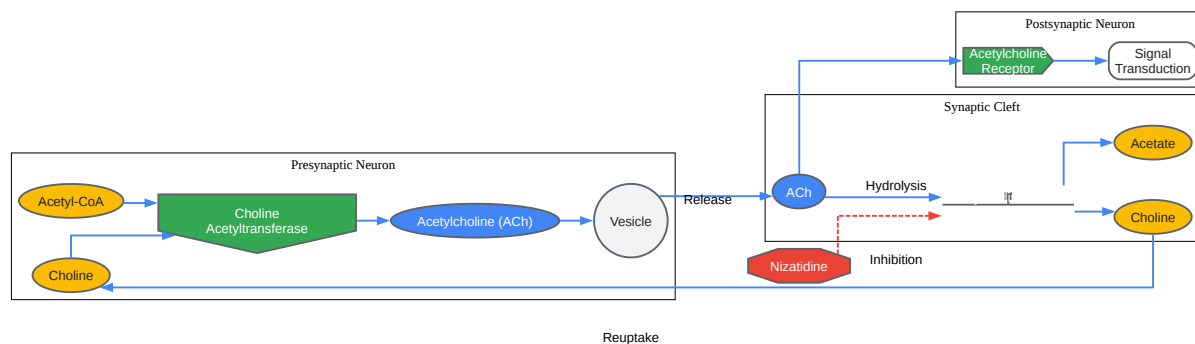 Postsynaptic Neuron
Acetylcholine
Receptor
Signal
Transduction
Synaptic Cleft
Acetate
Presynaptic Neuron
Acetyl-CoA
ACh
Hydrolysis
Release
Choline
Acetyltransferase
Acetylcholine (ACh)
Vesicle
Choline
Choline
Nizatidine
Inhibition
Reuptake